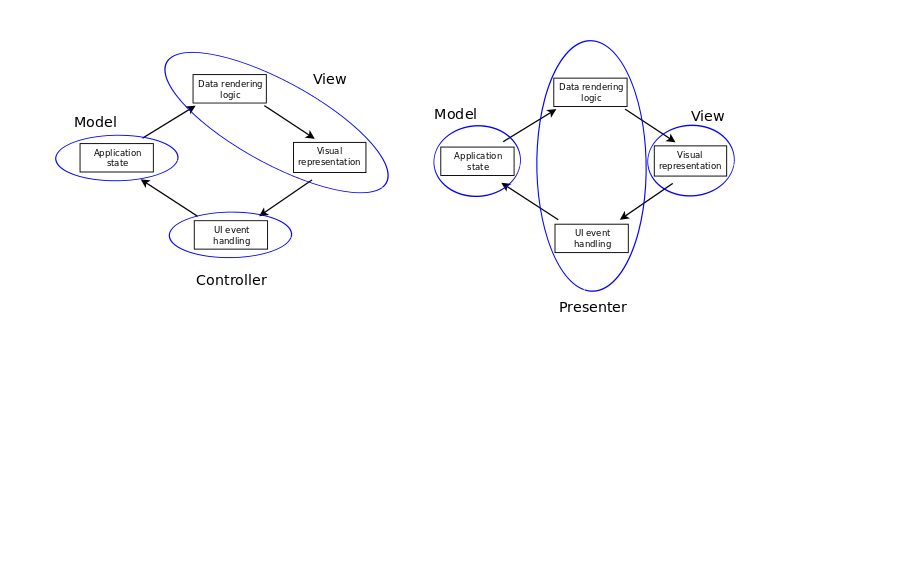 View
Data rendering
logic
Model
Application
state
Visual
representation
UI event
handling
Controller
Data rendering
logic
Model
View
Application
state
Visual
representation
UI event
handling
Presenter